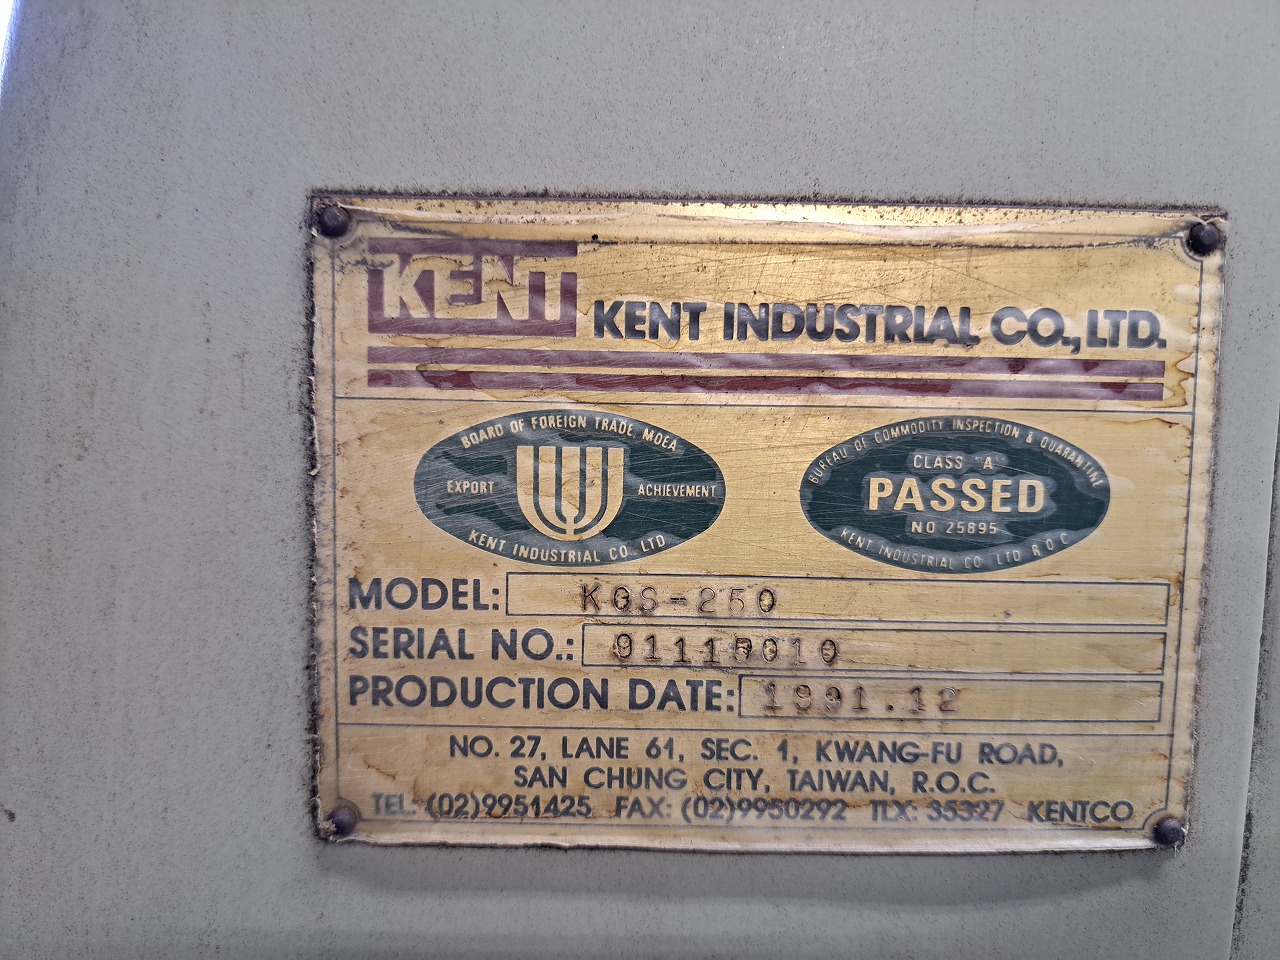 KENT
KENT INDUSTRIAL CO., LTD.
BOARD OF FOREIGN TRADE, MOEA
EXPORT ACHIEVEMENT
KENT INDUSTRIAL CO., LTD
BUREAU OF COMMODITY INSPECTION & QUARANTINE
CLASS "A"
PASSED
NO 25895
KENT INDUSTRIAL CO LTD R O C
MODEL: KGS-250
SERIAL NO.:
PRODUCTION DATE: 1991.12
NO. 27, LANE 61, SEC. 1, KWANG-FU ROAD,
SAN CHUNG CITY, TAIWAN, R.O.C.
TEL: (02)9951425 FAX: (02)9950292 TLX: 35327 KENTCO